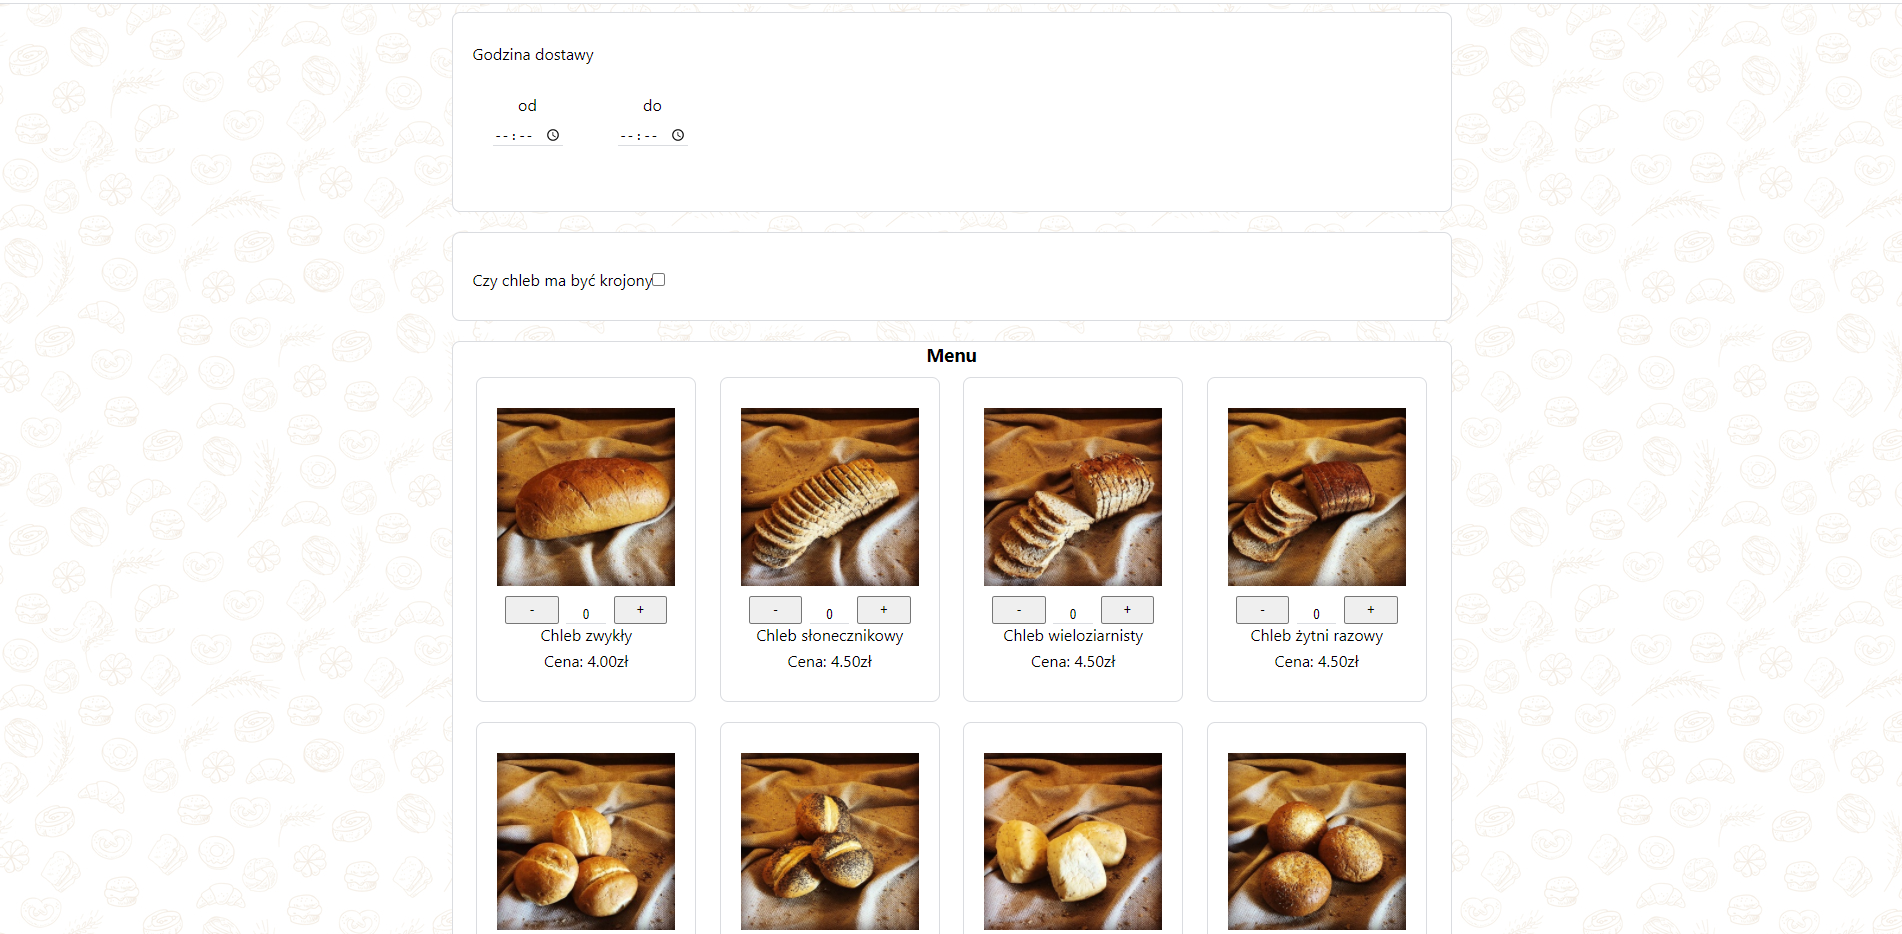 Godzina dostawy
od do
--:-- --:--
Czy chleb ma być krojony
Menu
- 0 + - 0 + - 0 + - 0 +
Chleb zwykły Chleb słonecznikowy Chleb wieloziarnisty Chleb żytni razowy
Cena: 4.00zł Cena: 4.50zł Cena: 4.50zł Cena: 4.50zł